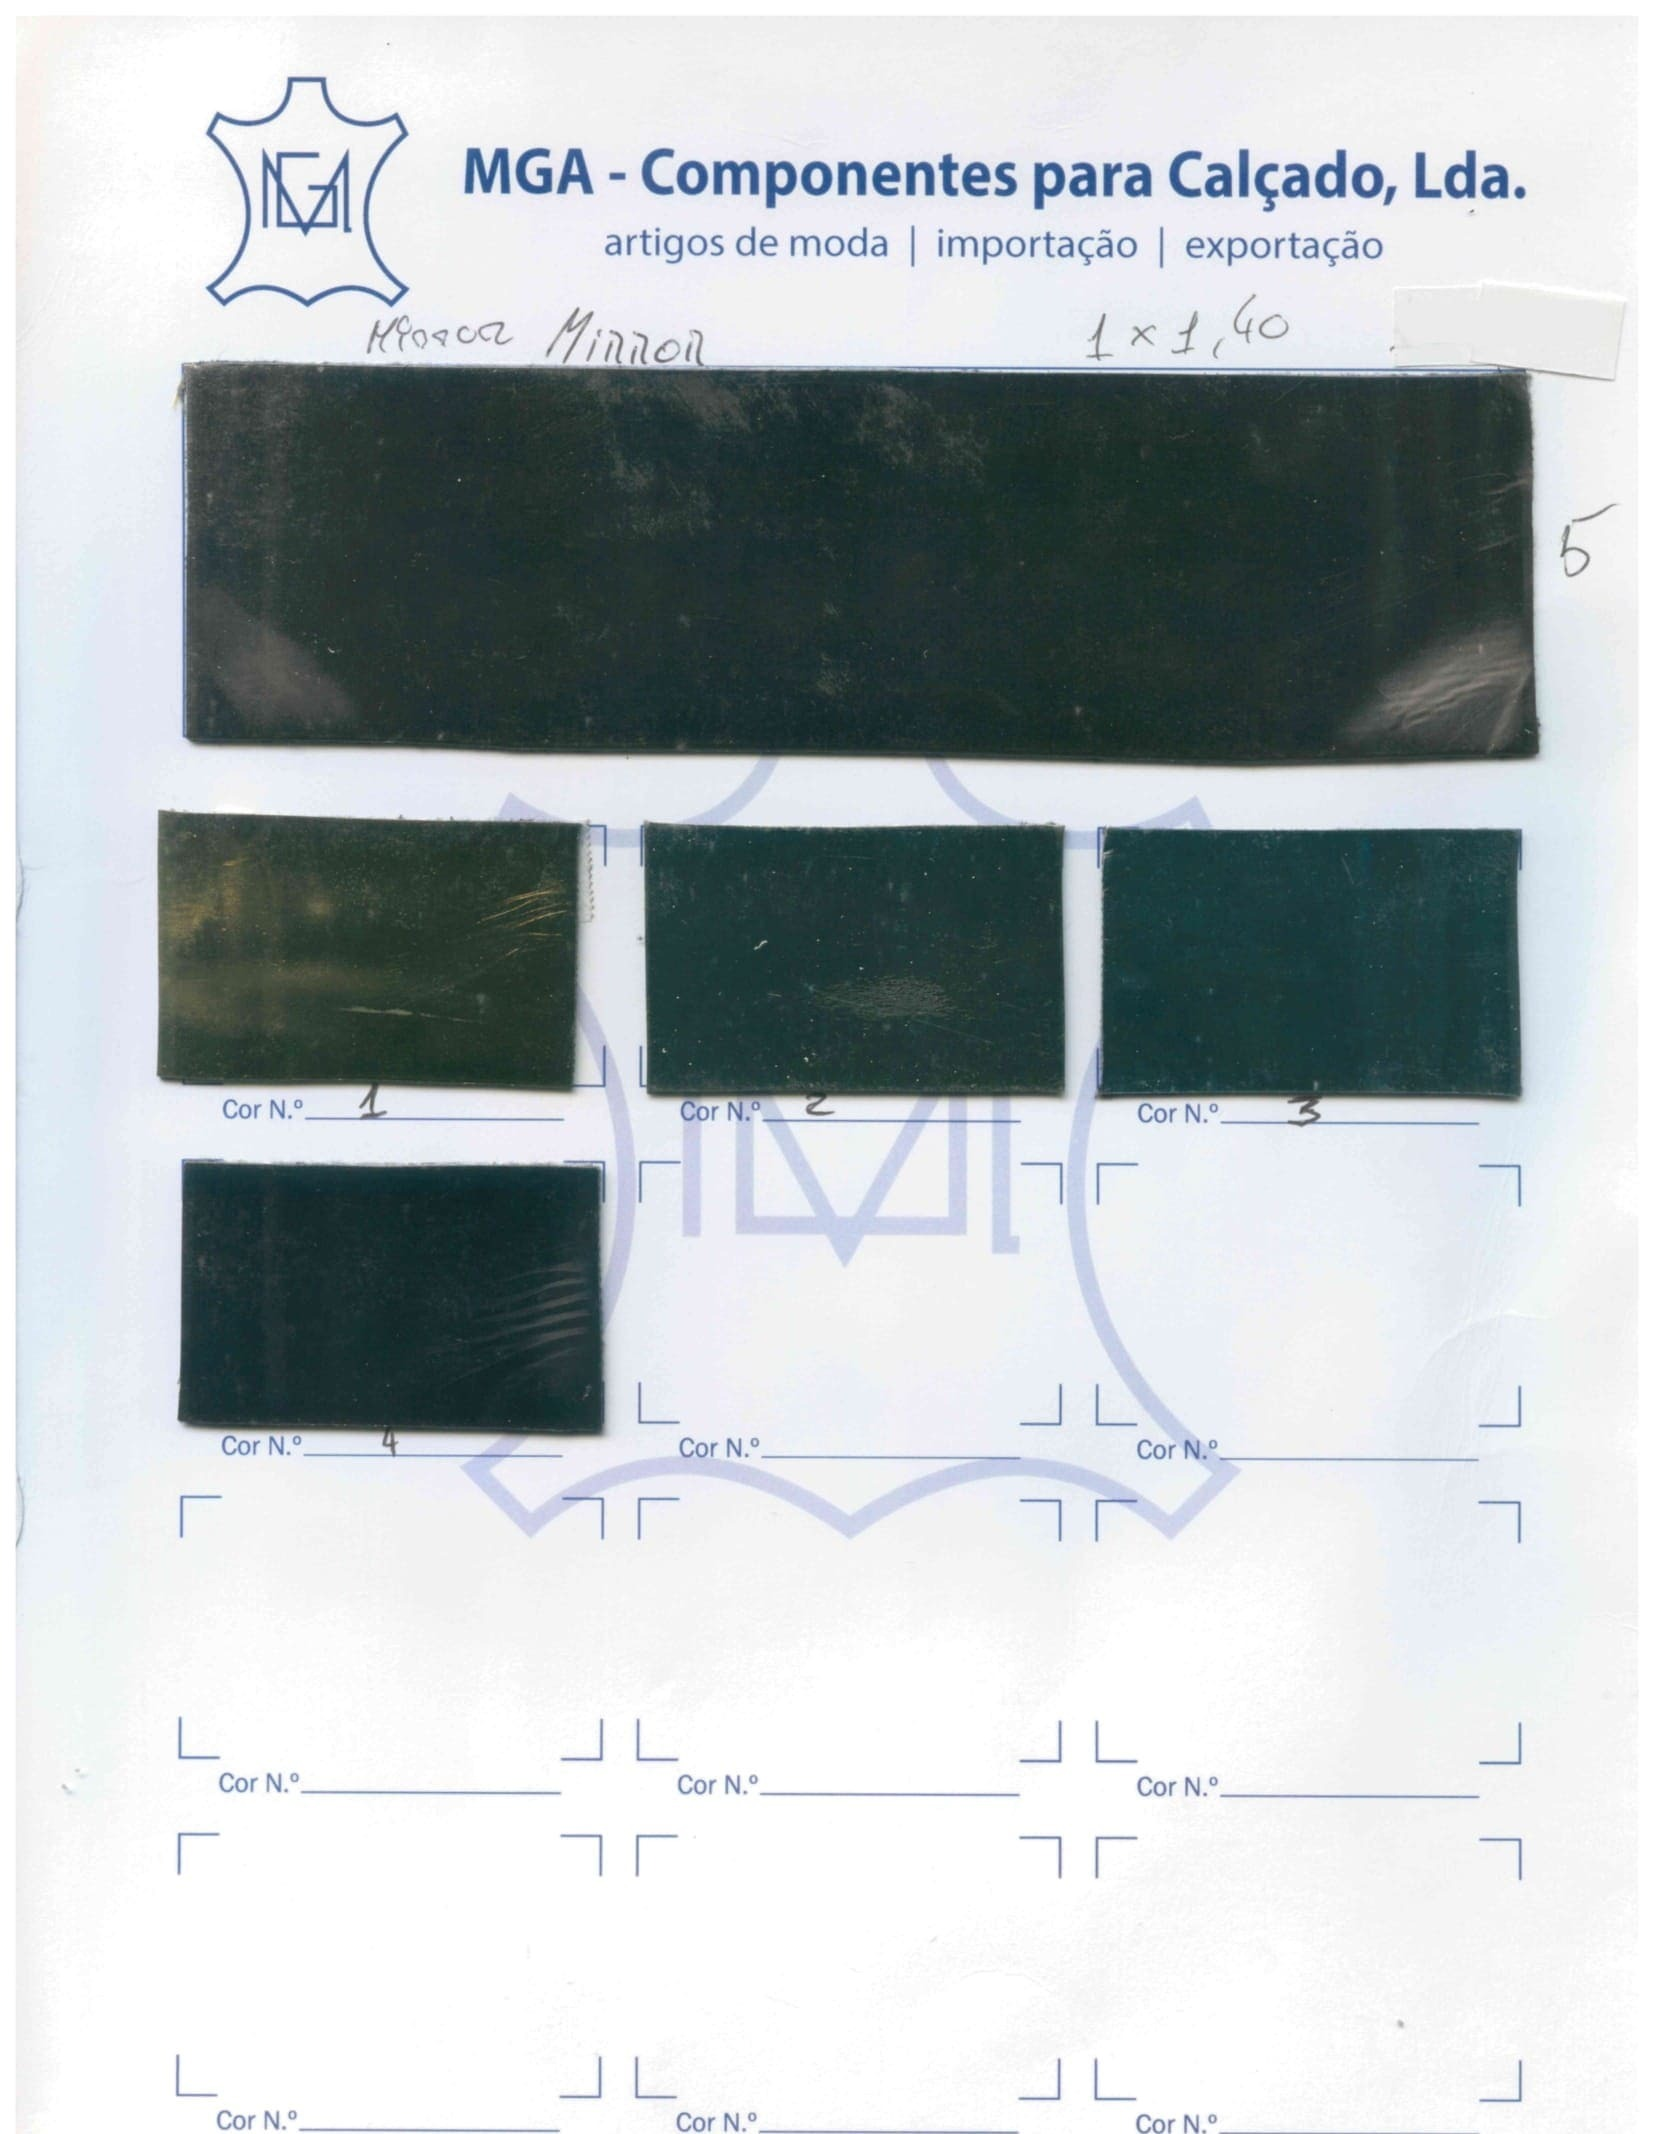 MGA - Componentes para Calçado, Lda.
artigos de moda | importação | exportação
Mirror Mirror 1 x 1,40
5
Cor N.º 1 Cor N.º 2 Cor N.º 3
Cor N.º 4 Cor N.º Cor N.º
Cor N.º Cor N.º Cor N.º
Cor N.º Cor N.º Cor N.º